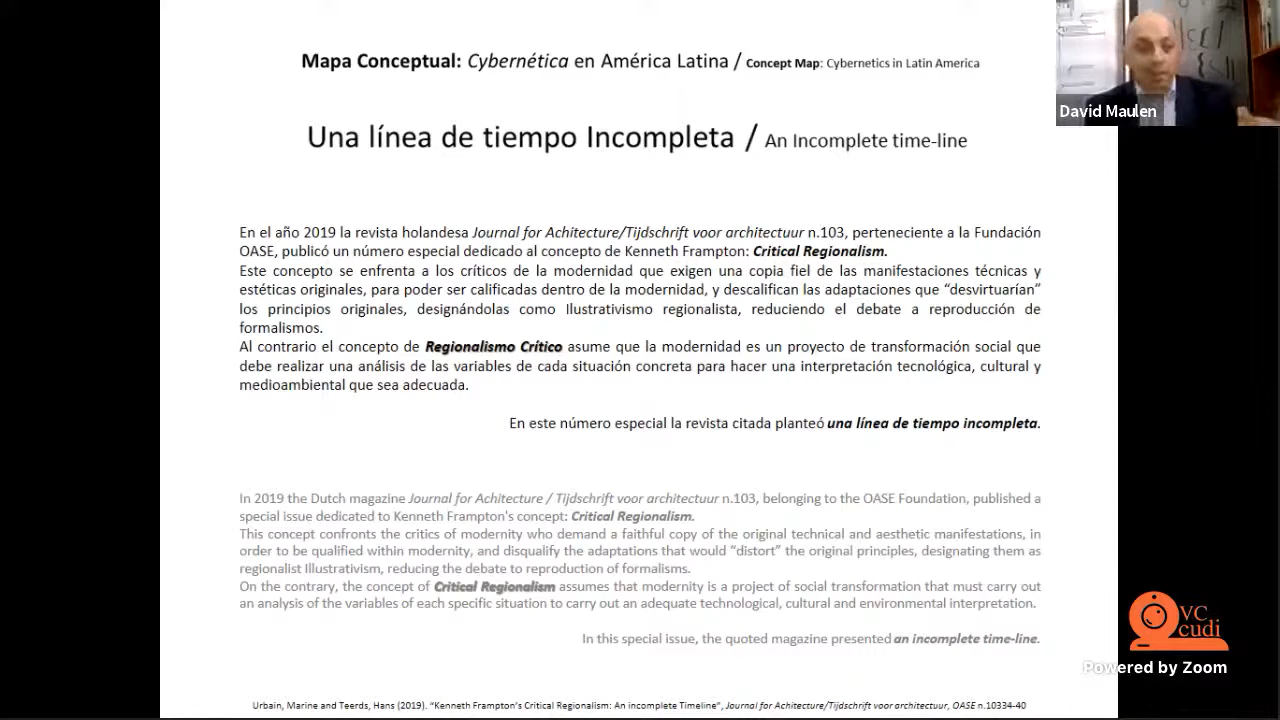 Mapa Conceptual: Cybernética en América Latina / Concept Map: Cybernetics in Latin America
David Maulen
Una línea de tiempo Incompleta / An Incomplete time-line
En el año 2019 la revista holandesa Journal for Achitecture/Tijdschrift voor architectuur n.103, perteneciente a la Fundación
OASE, publicó un número especial dedicado al concepto de Kenneth Frampton: Critical Regionalism.
Este concepto se enfrenta a los críticos de la modernidad que exigen una copia fiel de las manifestaciones técnicas y
estéticas originales, para poder ser calificadas dentro de la modernidad, y descalifican las adaptaciones que “desvirtuarían”
los principios originales, designándolas como Ilustrativismo regionalista, reduciendo el debate a reproducción de
formalismos.
Al contrario el concepto de Regionalismo Crítico asume que la modernidad es un proyecto de transformación social que
debe realizar una análisis de las variables de cada situación concreta para hacer una interpretación tecnológica, cultural y
medioambiental que sea adecuada.
En este número especial la revista citada planteó una línea de tiempo incompleta.
In 2019 the Dutch magazine Journal for Achitecture / Tijdschrift voor architectuur n.103, belonging to the OASE Foundation, published a
special issue dedicated to Kenneth Frampton's concept: Critical Regionalism.
This concept confronts the critics of modernity who demand a faithful copy of the original technical and aesthetic manifestations, in
order to be qualified within modernity, and disqualify the adaptations that would “distort” the original principles, designating them as
regionalist Illustrativism, reducing the debate to reproduction of formalisms.
On the contrary, the concept of Critical Regionalism assumes that modernity is a project of social transformation that must carry out
an analysis of the variables of each specific situation to carry out an adequate technological, cultural and environmental interpretation.
In this special issue, the quoted magazine presented an incomplete time-line.
VC
cudi
Powered by Zoom
Urbain, Marine and Teerds, Hans (2019). “Kenneth Frampton’s Critical Regionalism: An incomplete Timeline”, Journal for Achitecture/Tijdschrift voor architectuur, OASE n.10334-40